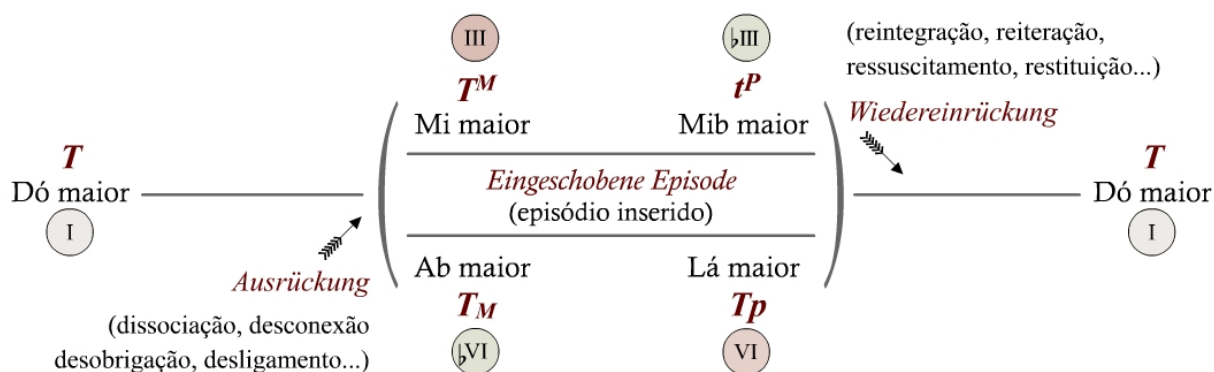 III
♭III
(reintegração, reiteração,
ressuscitamento, restituição...)
T^M
t^P
Wiedereinrückung
Mi maior
Mib maior
T
T
Eingeschobene Episode
Dó maior
Dó maior
(episódio inserido)
I
I
Ab maior
Lá maior
Ausrückung
T_M
Tp
(dissociação, desconexão
desobrigação, desligamento...)
♭VI
VI